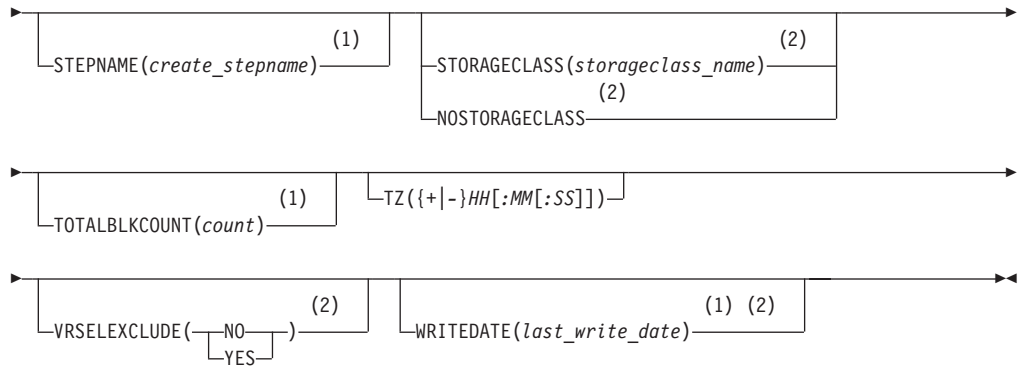 (1) (2)
STEPNAME(create_stepname) STORAGECLASS(storageclass_name)
(2)
NOSTORAGECLASS
(1) TZ({+|-}HH[:MM[:SS]])
TOTALBLKCOUNT(count)
(2) (1) (2)
VRSELEXCLUDE( NO ) WRITEDATE(last_write_date)
YES